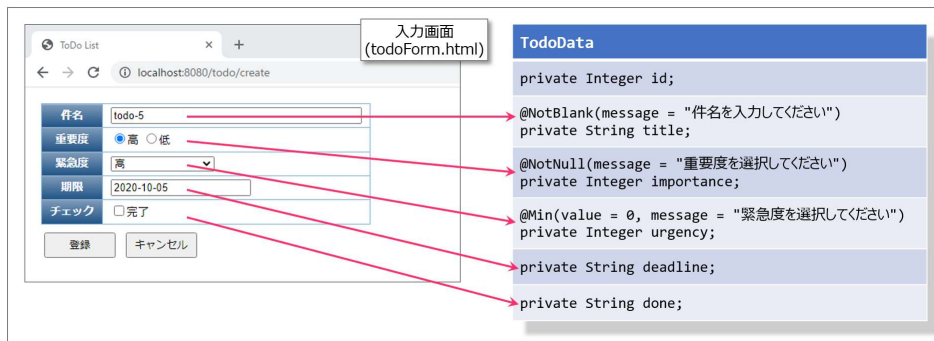 入力画面
(todoForm.html)
ToDo List
localhost:8080/todo/create
件名 todo-5
重要度 高 低
緊急度 高
期限 2020-10-05
チェック 完了
登録 キャンセル
TodoData
private Integer id;
@NotBlank(message = "件名を入力してください")
private String title;
@NotNull(message = "重要度を選択してください")
private Integer importance;
@Min(value = 0, message = "緊急度を選択してください")
private Integer urgency;
private String deadline;
private String done;